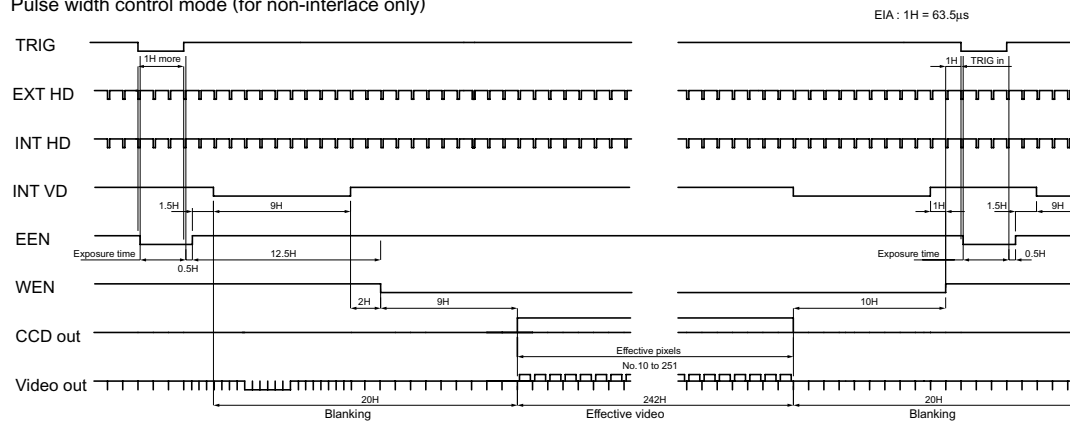 Pulse width control mode (for non-interlace only)
EIA : 1H = 63.5μs
TRIG
1H more
1H
TRIG in
EXT HD
INT HD
INT VD
1.5H
9H
1H
1.5H
9H
EEN
Exposure time
0.5H
12.5H
Exposure time
0.5H
WEN
2H
9H
10H
CCD out
Effective pixels
No.10 to 251
Video out
20H
242H
20H
Blanking
Effective video
Blanking